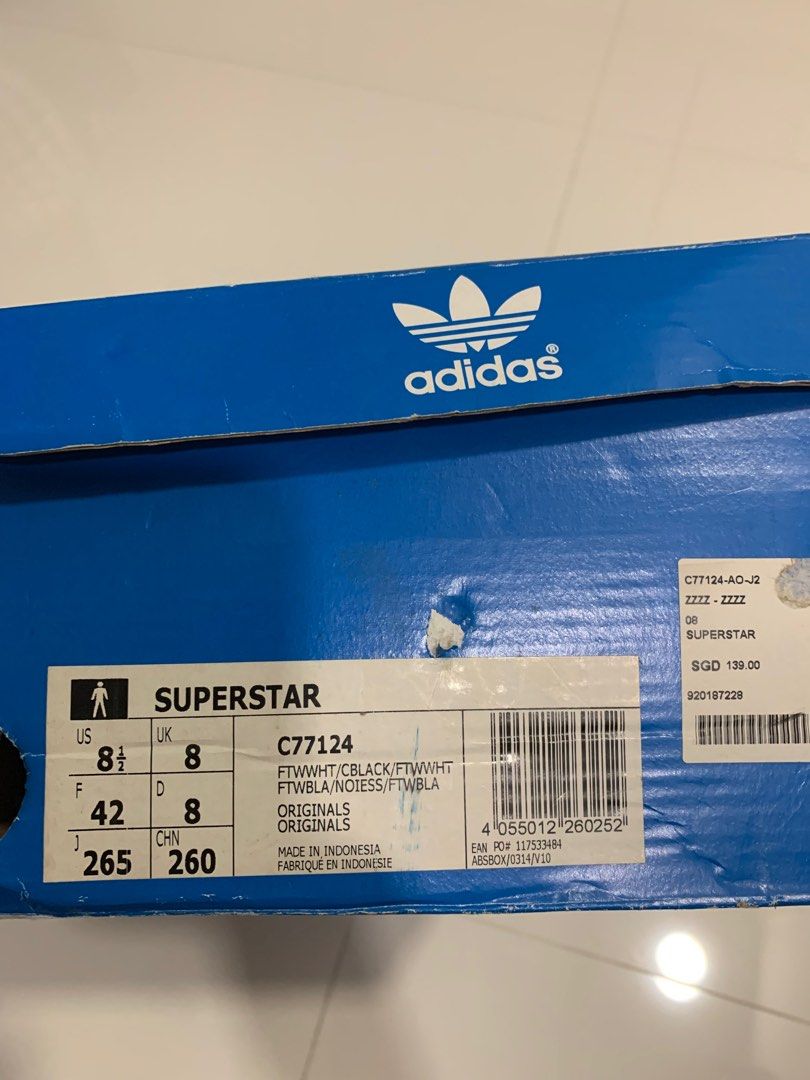 adidas®
C77124-AO-J2
ZZZZ - ZZZZ
08
SUPERSTAR
SGD 139.00
920187228
SUPERSTAR
US 8½
UK 8
F 42
D 8
J 265
CHN 260
C77124
FTWWHT/CBLACK/FTWWHT
FTWBLA/NOIESS/FTWBLA
ORIGINALS
ORIGINALS
MADE IN INDONESIA
FABRIQUÉ EN INDONESIE
4 055012 260252
EAN PO# 117533484
ABSBOX/0314/V10